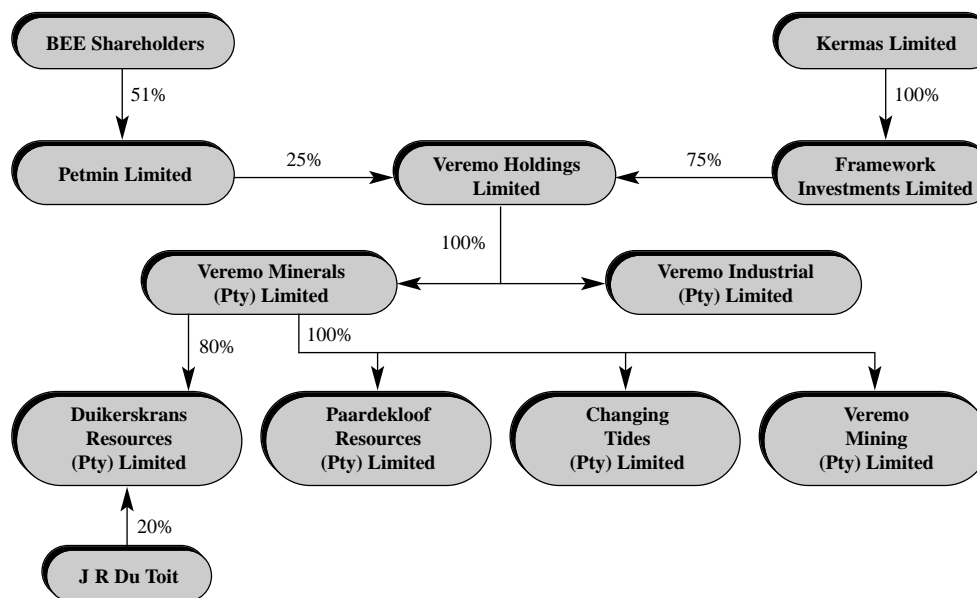 BEE Shareholders
Kermas Limited
51%
100%
Petmin Limited
25%
Veremo Holdings
Limited
75%
Framework
Investments Limited
100%
Veremo Minerals
(Pty) Limited
Veremo Industrial
(Pty) Limited
80%
100%
Duikerskrans
Resources
(Pty) Limited
Paardekloof
Resources
(Pty) Limited
Changing
Tides
(Pty) Limited
Veremo
Mining
(Pty) Limited
20%
J R Du Toit